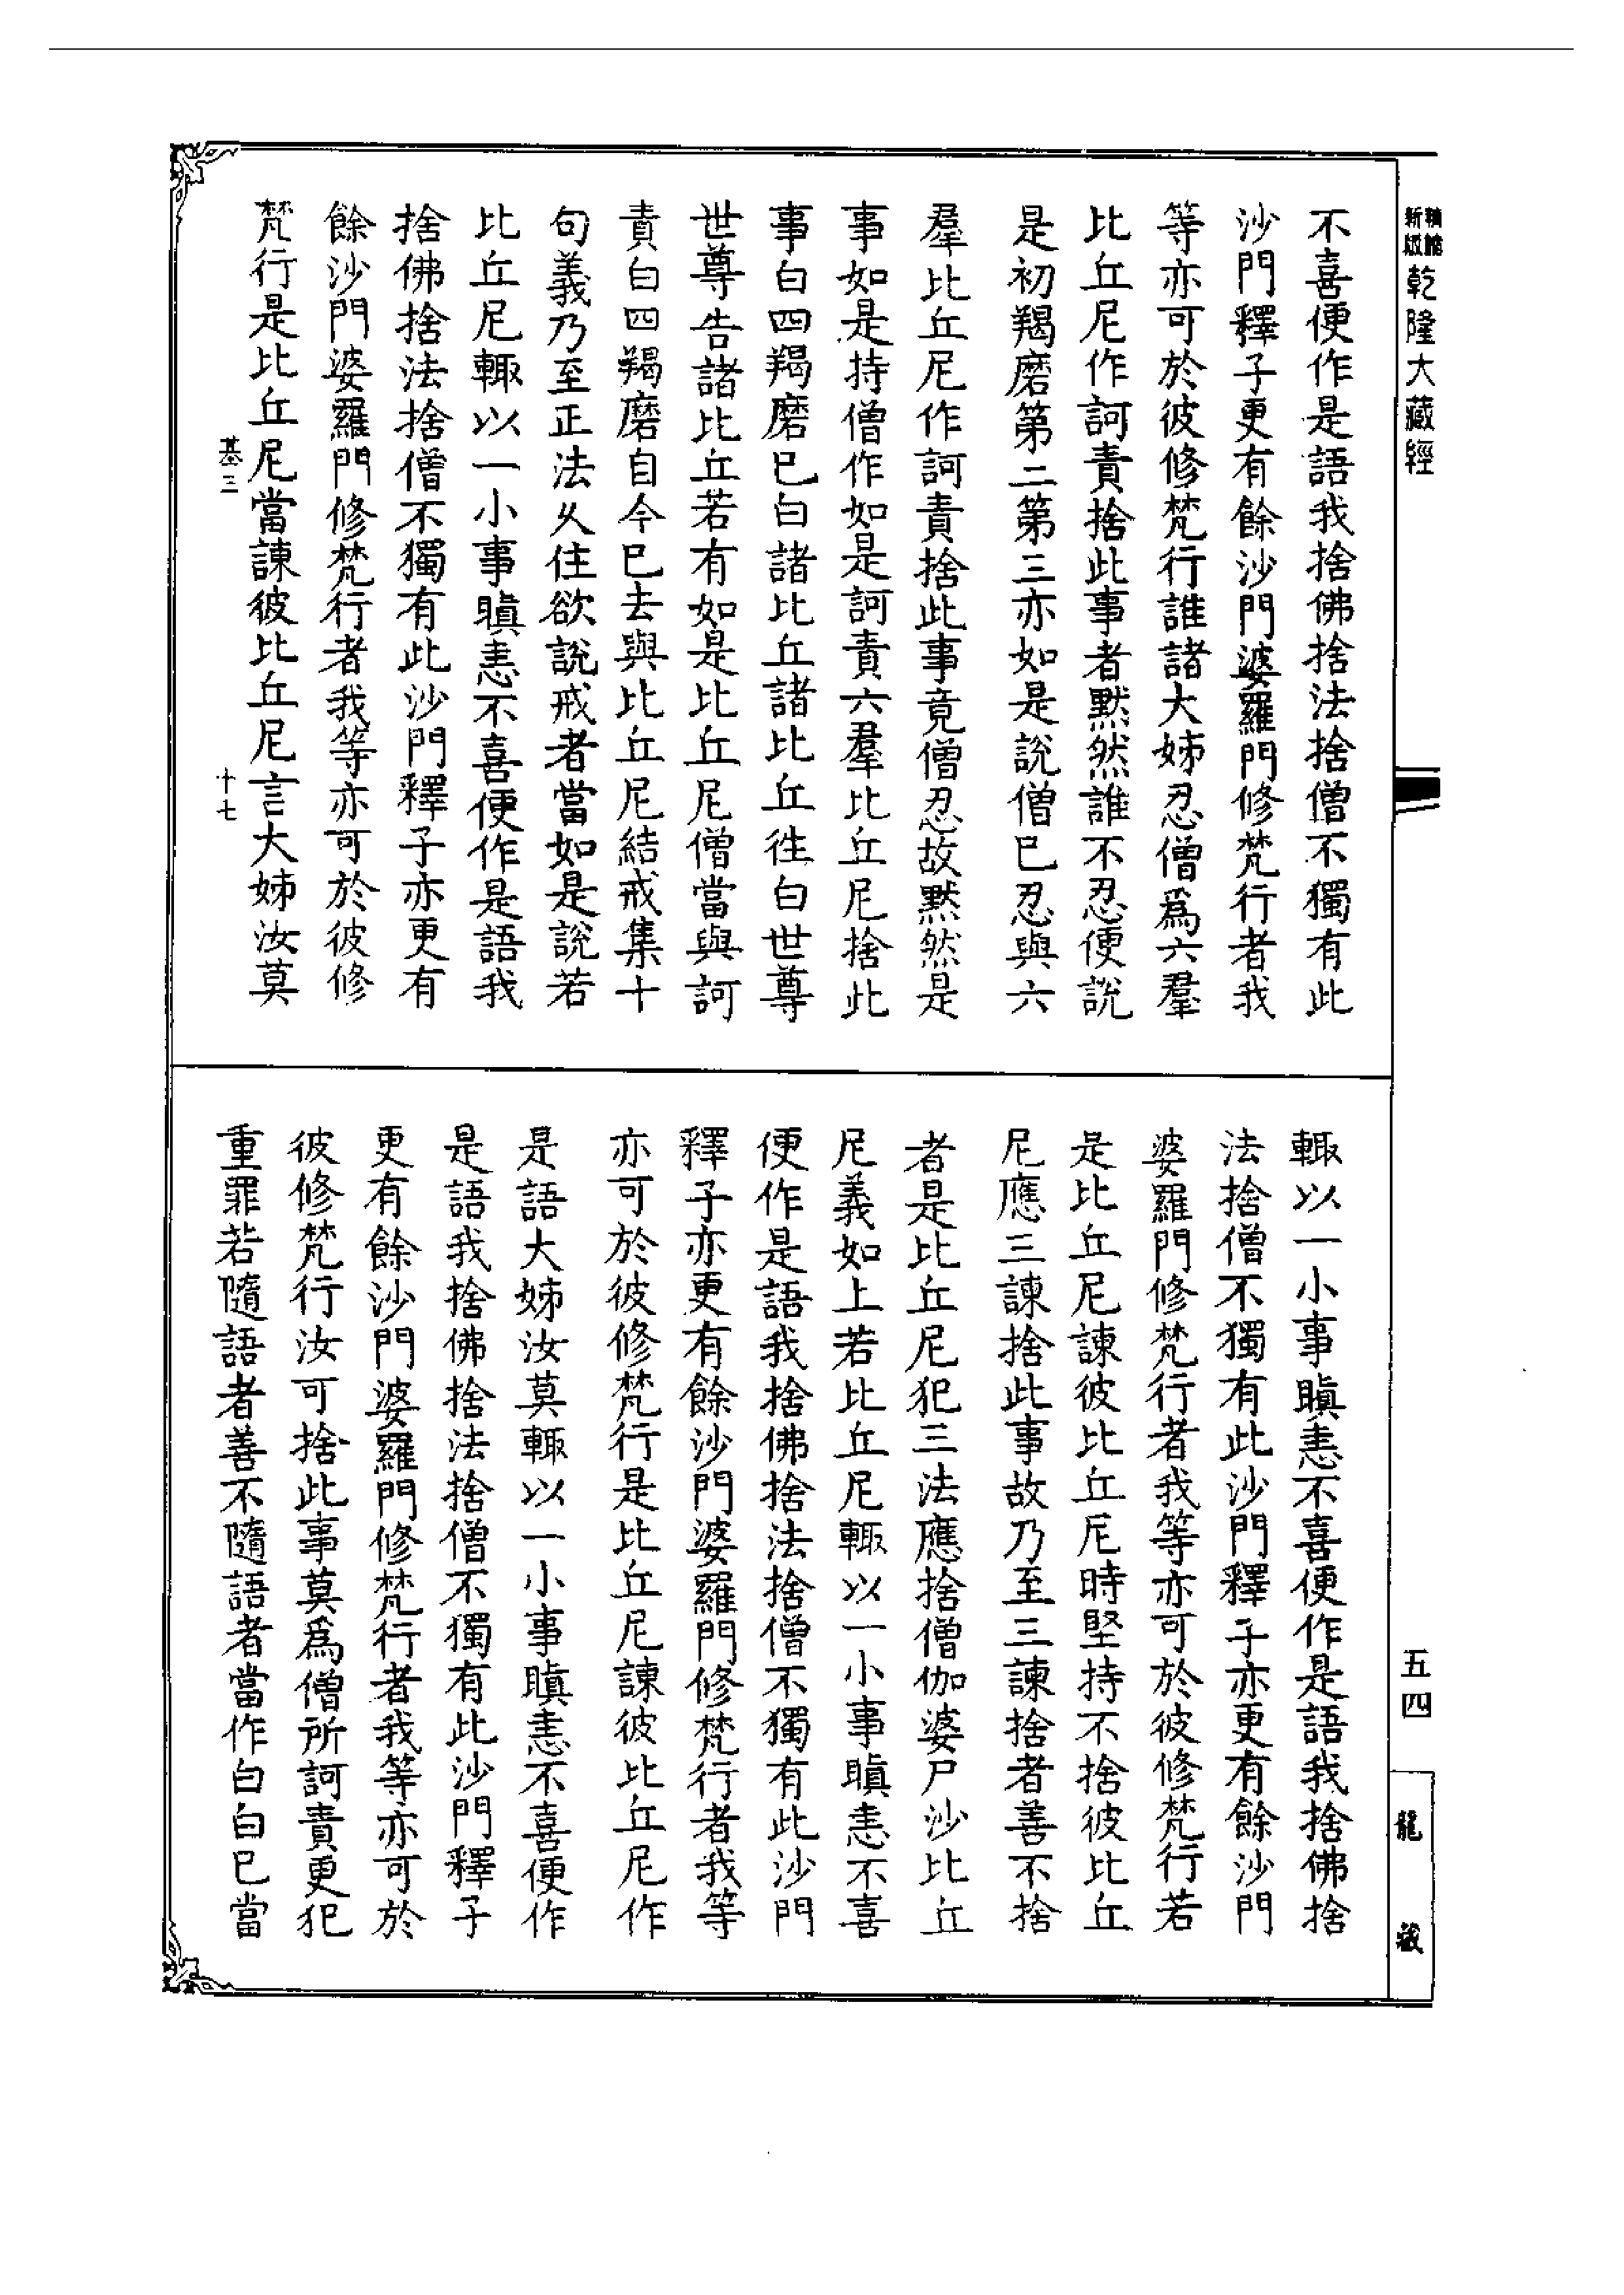 新版
精縮
乾隆大藏經
不喜便作是語我捨佛捨法捨僧不獨有此
沙門釋子更有餘沙門婆羅門修梵行者我
等亦可於彼修梵行誰諸大姊忍僧爲六羣
比丘尼作訶責捨此事者默然誰不忍便説
是初羯磨第二第三亦如是説僧已忍與六
羣比丘尼作訶責捨此事竟僧忍故默然是
事如是持僧作如是訶責六羣比丘尼捨此
事白四羯磨已白諸比丘諸比丘往白世尊
世尊告諸比丘若有如是比丘尼僧當與訶
責白四羯磨自今已去與比丘尼結戒集十
句義乃至正法久住欲説戒者當如是説若
比丘尼輙以一小事瞋恚不喜便作是語我
捨佛捨法捨僧不獨有此沙門釋子亦更有
餘沙門婆羅門修梵行者我等亦可於彼修
梵行是比丘尼當諫彼比丘尼言大姊汝莫
基三
十七
輙以一小事瞋恚不喜便作是語我捨佛捨
法捨僧不獨有此沙門釋子亦更有餘沙門
婆羅門修梵行者我等亦可於彼修梵行若
是比丘尼諫彼比丘尼時堅持不捨彼比丘
尼應三諫捨此事故乃至三諫捨者善不捨
者是比丘尼犯三法應捨僧伽婆尸沙比丘
尼義如上若比丘尼輙以一小事瞋恚不喜
便作是語我捨佛捨法捨僧不獨有此沙門
釋子亦更有餘沙門婆羅門修梵行者我等
亦可於彼修梵行是比丘尼諫彼比丘尼作
是語大姊汝莫輙以一小事瞋恚不喜便作
是語我捨佛捨法捨僧不獨有此沙門釋子
更有餘沙門婆羅門修梵行者我等亦可於
彼修梵行汝可捨此事莫爲僧所訶責更犯
重罪若隨語者善不隨語者當作白白已當
五四
龍藏